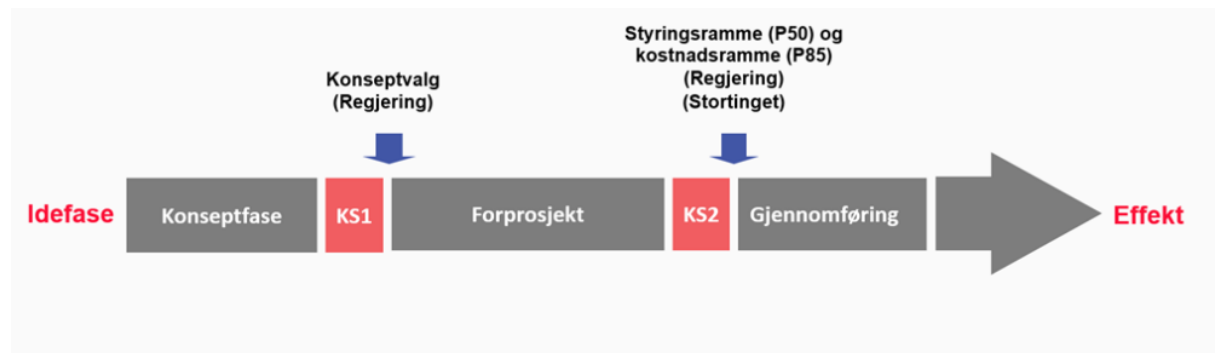 Styringsramme (P50) og
kostnadsramme (P85)
(Regjering)
(Stortinget)
Konseptvalg
(Regjering)
Idefase
Konseptfase
KS1
Forprosjekt
KS2
Gjennomføring
Effekt